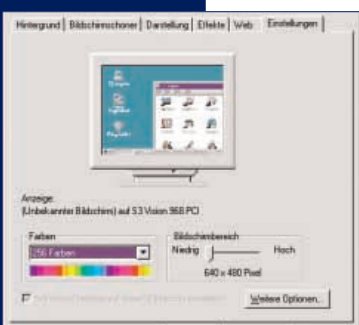 Hintergrund Bildschirmschoner Darstellung Effekte Web Einstellungen
Anzeige:
(Unbekannter Bildschirm) auf S3 Vision 968 PCI
Farben
256 Farben
Bildschirmbereich
Niedrig Hoch
640 x 480 Pixel
Weitere Optionen...